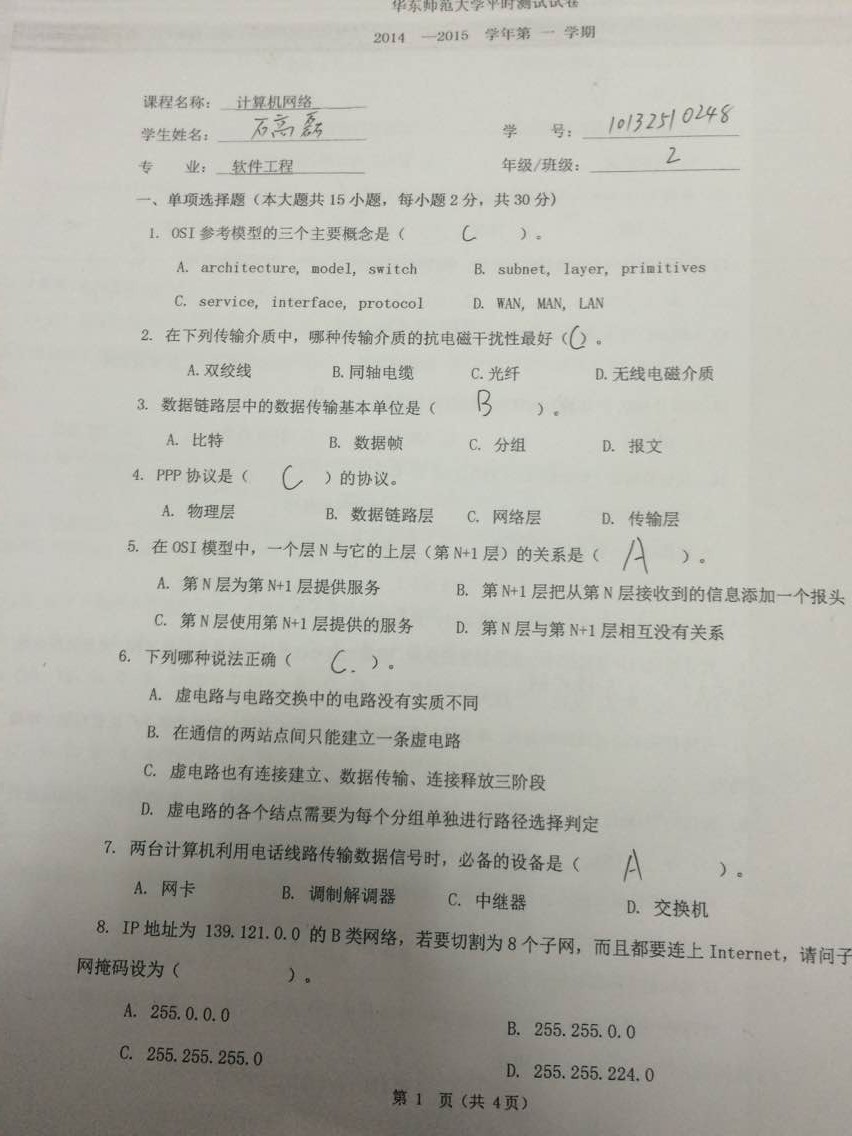 华东师范大学平时测试试卷
2014 —2015 学年第 一 学期
课程名称: 计算机网络
学生姓名: 石高磊 学 号: 10132510248
专 业: 软件工程 年级/班级: 2
一、单项选择题（本大题共 15 小题，每小题 2 分，共 30 分）
1. OSI 参考模型的三个主要概念是（ C ）。
A. architecture, model, switch B. subnet, layer, primitives
C. service, interface, protocol D. WAN, MAN, LAN
2. 在下列传输介质中，哪种传输介质的抗电磁干扰性最好（C）。
A.双绞线 B.同轴电缆 C.光纤 D.无线电磁介质
3. 数据链路层中的数据传输基本单位是（ B ）。
A. 比特 B. 数据帧 C. 分组 D. 报文
4. PPP 协议是（ C ）的协议。
A. 物理层 B. 数据链路层 C. 网络层 D. 传输层
5. 在 OSI 模型中，一个层 N 与它的上层（第 N+1 层）的关系是（ A ）。
A. 第 N 层为第 N+1 层提供服务 B. 第 N+1 层把从第 N 层接收到的信息添加一个报头
C. 第 N 层使用第 N+1 层提供的服务 D. 第 N 层与第 N+1 层相互没有关系
6. 下列哪种说法正确（ C. ）。
A. 虚电路与电路交换中的电路没有实质不同
B. 在通信的两站点间只能建立一条虚电路
C. 虚电路也有连接建立、数据传输、连接释放三阶段
D. 虚电路的各个结点需要为每个分组单独进行路径选择判定
7. 两台计算机利用电话线路传输数据信号时，必备的设备是（ A ）。
A. 网卡 B. 调制解调器 C. 中继器 D. 交换机
8. IP 地址为 139.121.0.0 的 B 类网络，若要切割为 8 个子网，而且都要连上 Internet，请问子
网掩码设为（ ）。
A. 255.0.0.0 B. 255.255.0.0
C. 255.255.255.0 D. 255.255.224.0
第 1 页（共 4页）